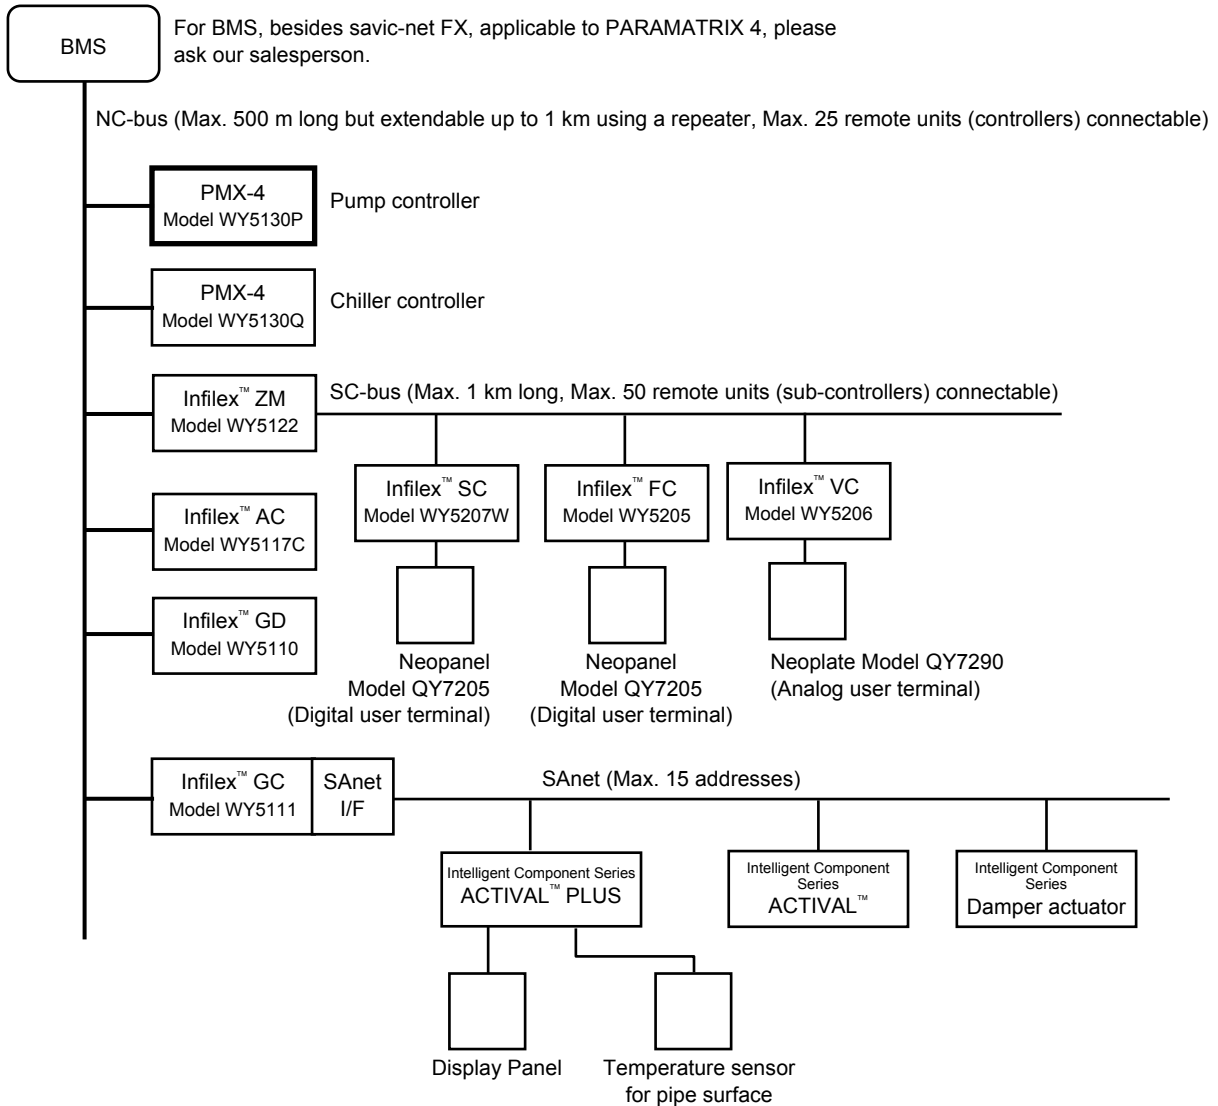 BMS
For BMS, besides savic-net FX, applicable to PARAMATRIX 4, please
ask our salesperson.
NC-bus (Max. 500 m long but extendable up to 1 km using a repeater, Max. 25 remote units (controllers) connectable)
PMX-4
Model WY5130P
Pump controller
PMX-4
Model WY5130Q
Chiller controller
Infilex™ ZM
Model WY5122
SC-bus (Max. 1 km long, Max. 50 remote units (sub-controllers) connectable)
Infilex™ SC
Model WY5207W
Infilex™ FC
Model WY5205
Infilex™ VC
Model WY5206
Infilex™ AC
Model WY5117C
Infilex™ GD
Model WY5110
Neopanel
Model QY7205
(Digital user terminal)
Neopanel
Model QY7205
(Digital user terminal)
Neoplate Model QY7290
(Analog user terminal)
Infilex™ GC
Model WY5111
SAnet
I/F
SAnet (Max. 15 addresses)
Intelligent Component Series
ACTIVAL™ PLUS
Intelligent Component
Series
ACTIVAL™
Intelligent Component
Series
Damper actuator
Display Panel
Temperature sensor
for pipe surface